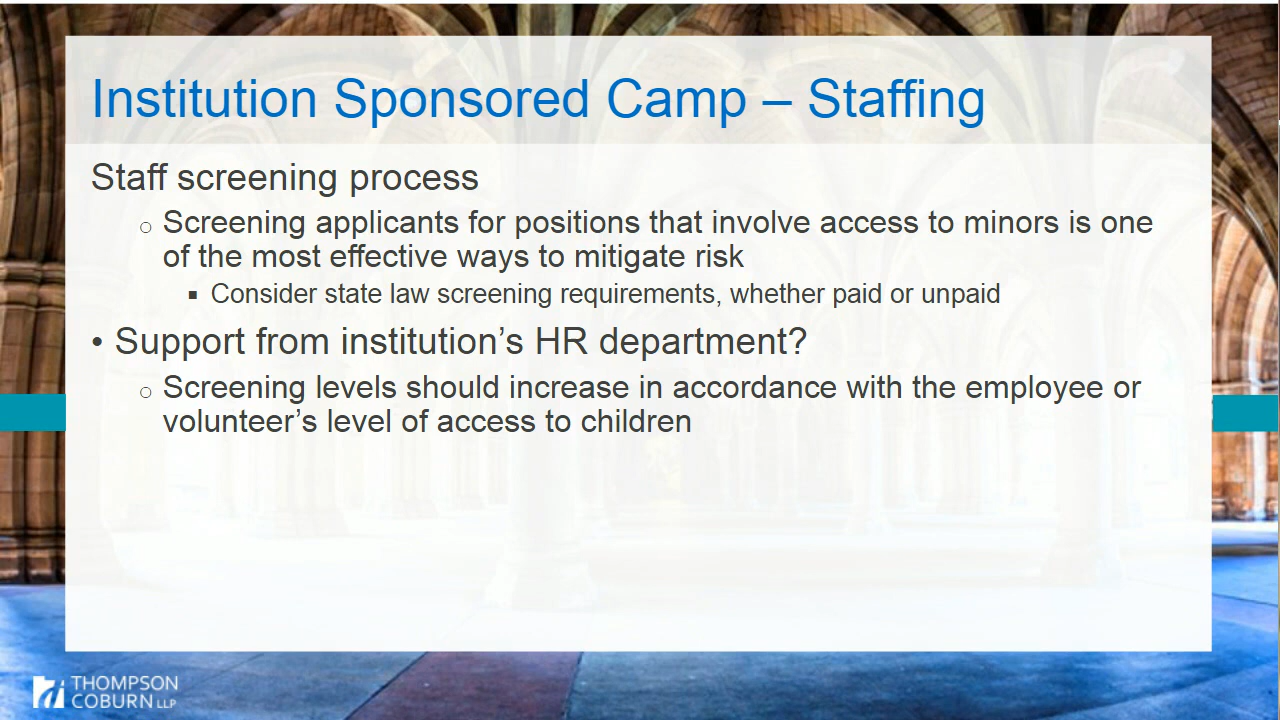 Institution Sponsored Camp – Staffing
Staff screening process
○ Screening applicants for positions that involve access to minors is one
of the most effective ways to mitigate risk
▪ Consider state law screening requirements, whether paid or unpaid
• Support from institution’s HR department?
○ Screening levels should increase in accordance with the employee or
volunteer’s level of access to children
THOMPSON
COBURN LLP